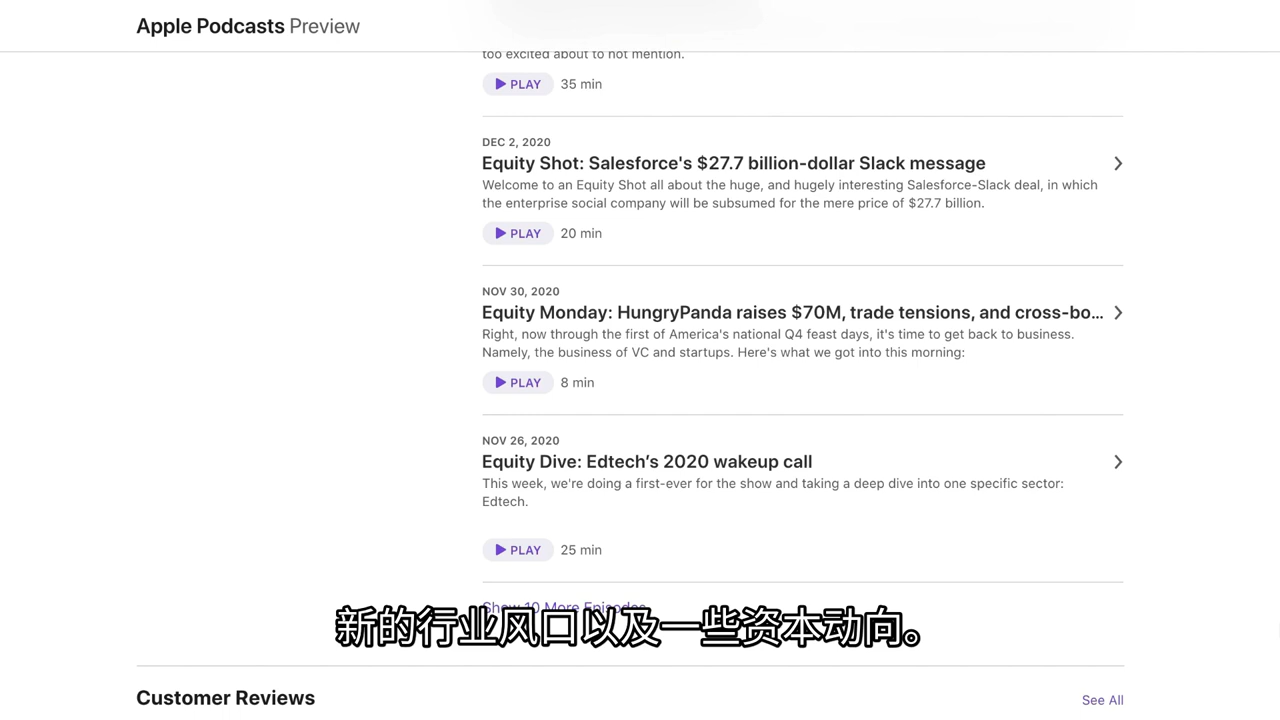 Apple Podcasts Preview
too excited about to not mention.
PLAY 35 min
DEC 2, 2020
Equity Shot: Salesforce's $27.7 billion-dollar Slack message
Welcome to an Equity Shot all about the huge, and hugely interesting Salesforce-Slack deal, in which
the enterprise social company will be subsumed for the mere price of $27.7 billion.
PLAY 20 min
NOV 30, 2020
Equity Monday: HungryPanda raises $70M, trade tensions, and cross-bo...
Right, now through the first of America's national Q4 feast days, it's time to get back to business.
Namely, the business of VC and startups. Here's what we got into this morning:
PLAY 8 min
NOV 26, 2020
Equity Dive: Edtech’s 2020 wakeup call
This week, we're doing a first-ever for the show and taking a deep dive into one specific sector:
Edtech.
PLAY 25 min
Show 10 More Episodes
新的行业风口以及一些资本动向。
Customer Reviews
See All